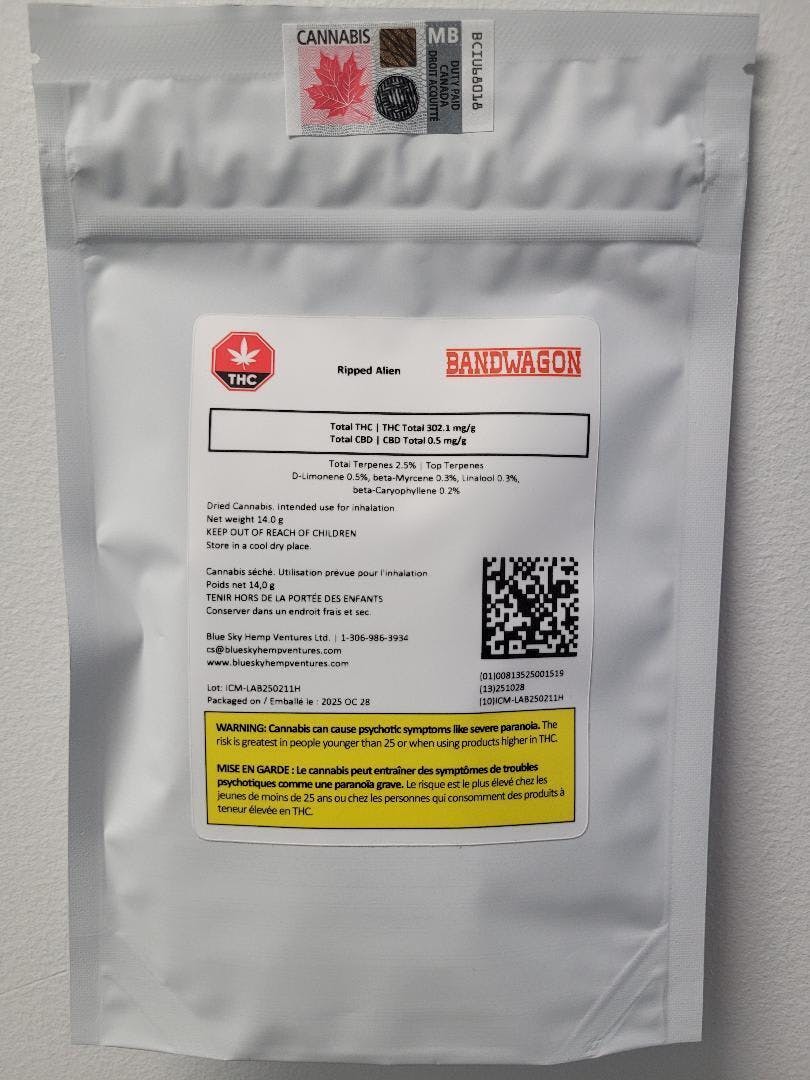 CANNABIS
MB
DUTY PAID
CANADA
DROIT ACQUITTÉ
THC
Ripped Alien
BANDWAGON
Total THC | THC Total 302.1 mg/g
Total CBD | CBD Total 0.5 mg/g
Total Terpenes 2.5% | Top Terpenes
D-Limonene 0.5%, beta-Myrcene 0.3%, Linalool 0.3%,
beta-Caryophyllene 0.2%
Dried Cannabis. Intended use for inhalation.
Net weight 14.0 g
KEEP OUT OF REACH OF CHILDREN
Store in a cool dry place.
Cannabis séché. Utilisation prévue pour l'inhalation
Poids net 14,0 g
TENIR HORS DE LA PORTÉE DES ENFANTS
Conserver dans un endroit frais et sec.
Blue Sky Hemp Ventures Ltd. | 1-306-986-3934
cs@blueskyhempventures.com
www.blueskyhempventures.com
Lot: ICM-LAB250211H
Packaged on / Emballé le : 2025 OC 28
(01)00813525001519
(13)251028
(10)ICM-LAB250211H
WARNING: Cannabis can cause psychotic symptoms like severe paranoia. The
risk is greatest in people younger than 25 or when using products higher in THC.
MISE EN GARDE : Le cannabis peut entraîner des symptômes de troubles
psychotiques comme une paranoïa grave. Le risque est le plus élevé chez les
jeunes de moins de 25 ans ou chez les personnes qui consomment des produits à
teneur élevée en THC.